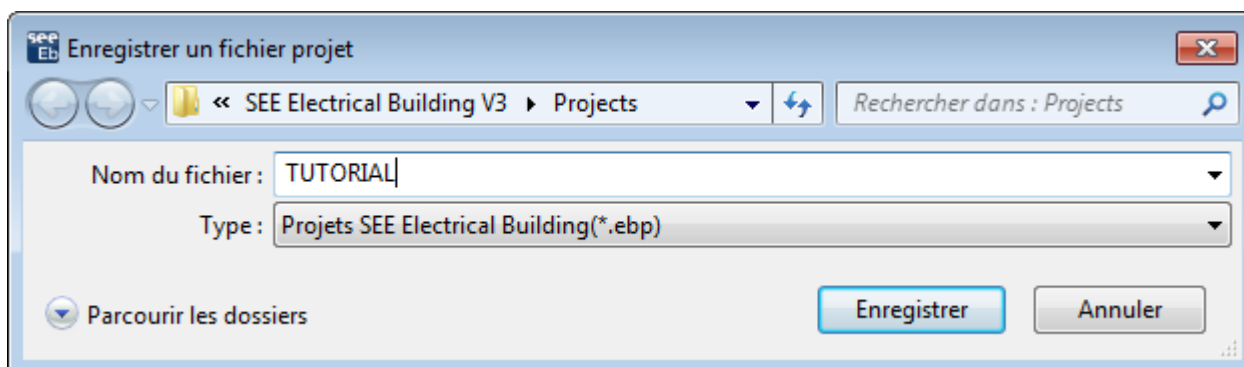 see
Eb
Enregistrer un fichier projet
« SEE Electrical Building V3 Projects
Rechercher dans : Projects
Nom du fichier : TUTORIAL
Type : Projets SEE Electrical Building(*.ebp)
Parcourir les dossiers
Enregistrer
Annuler